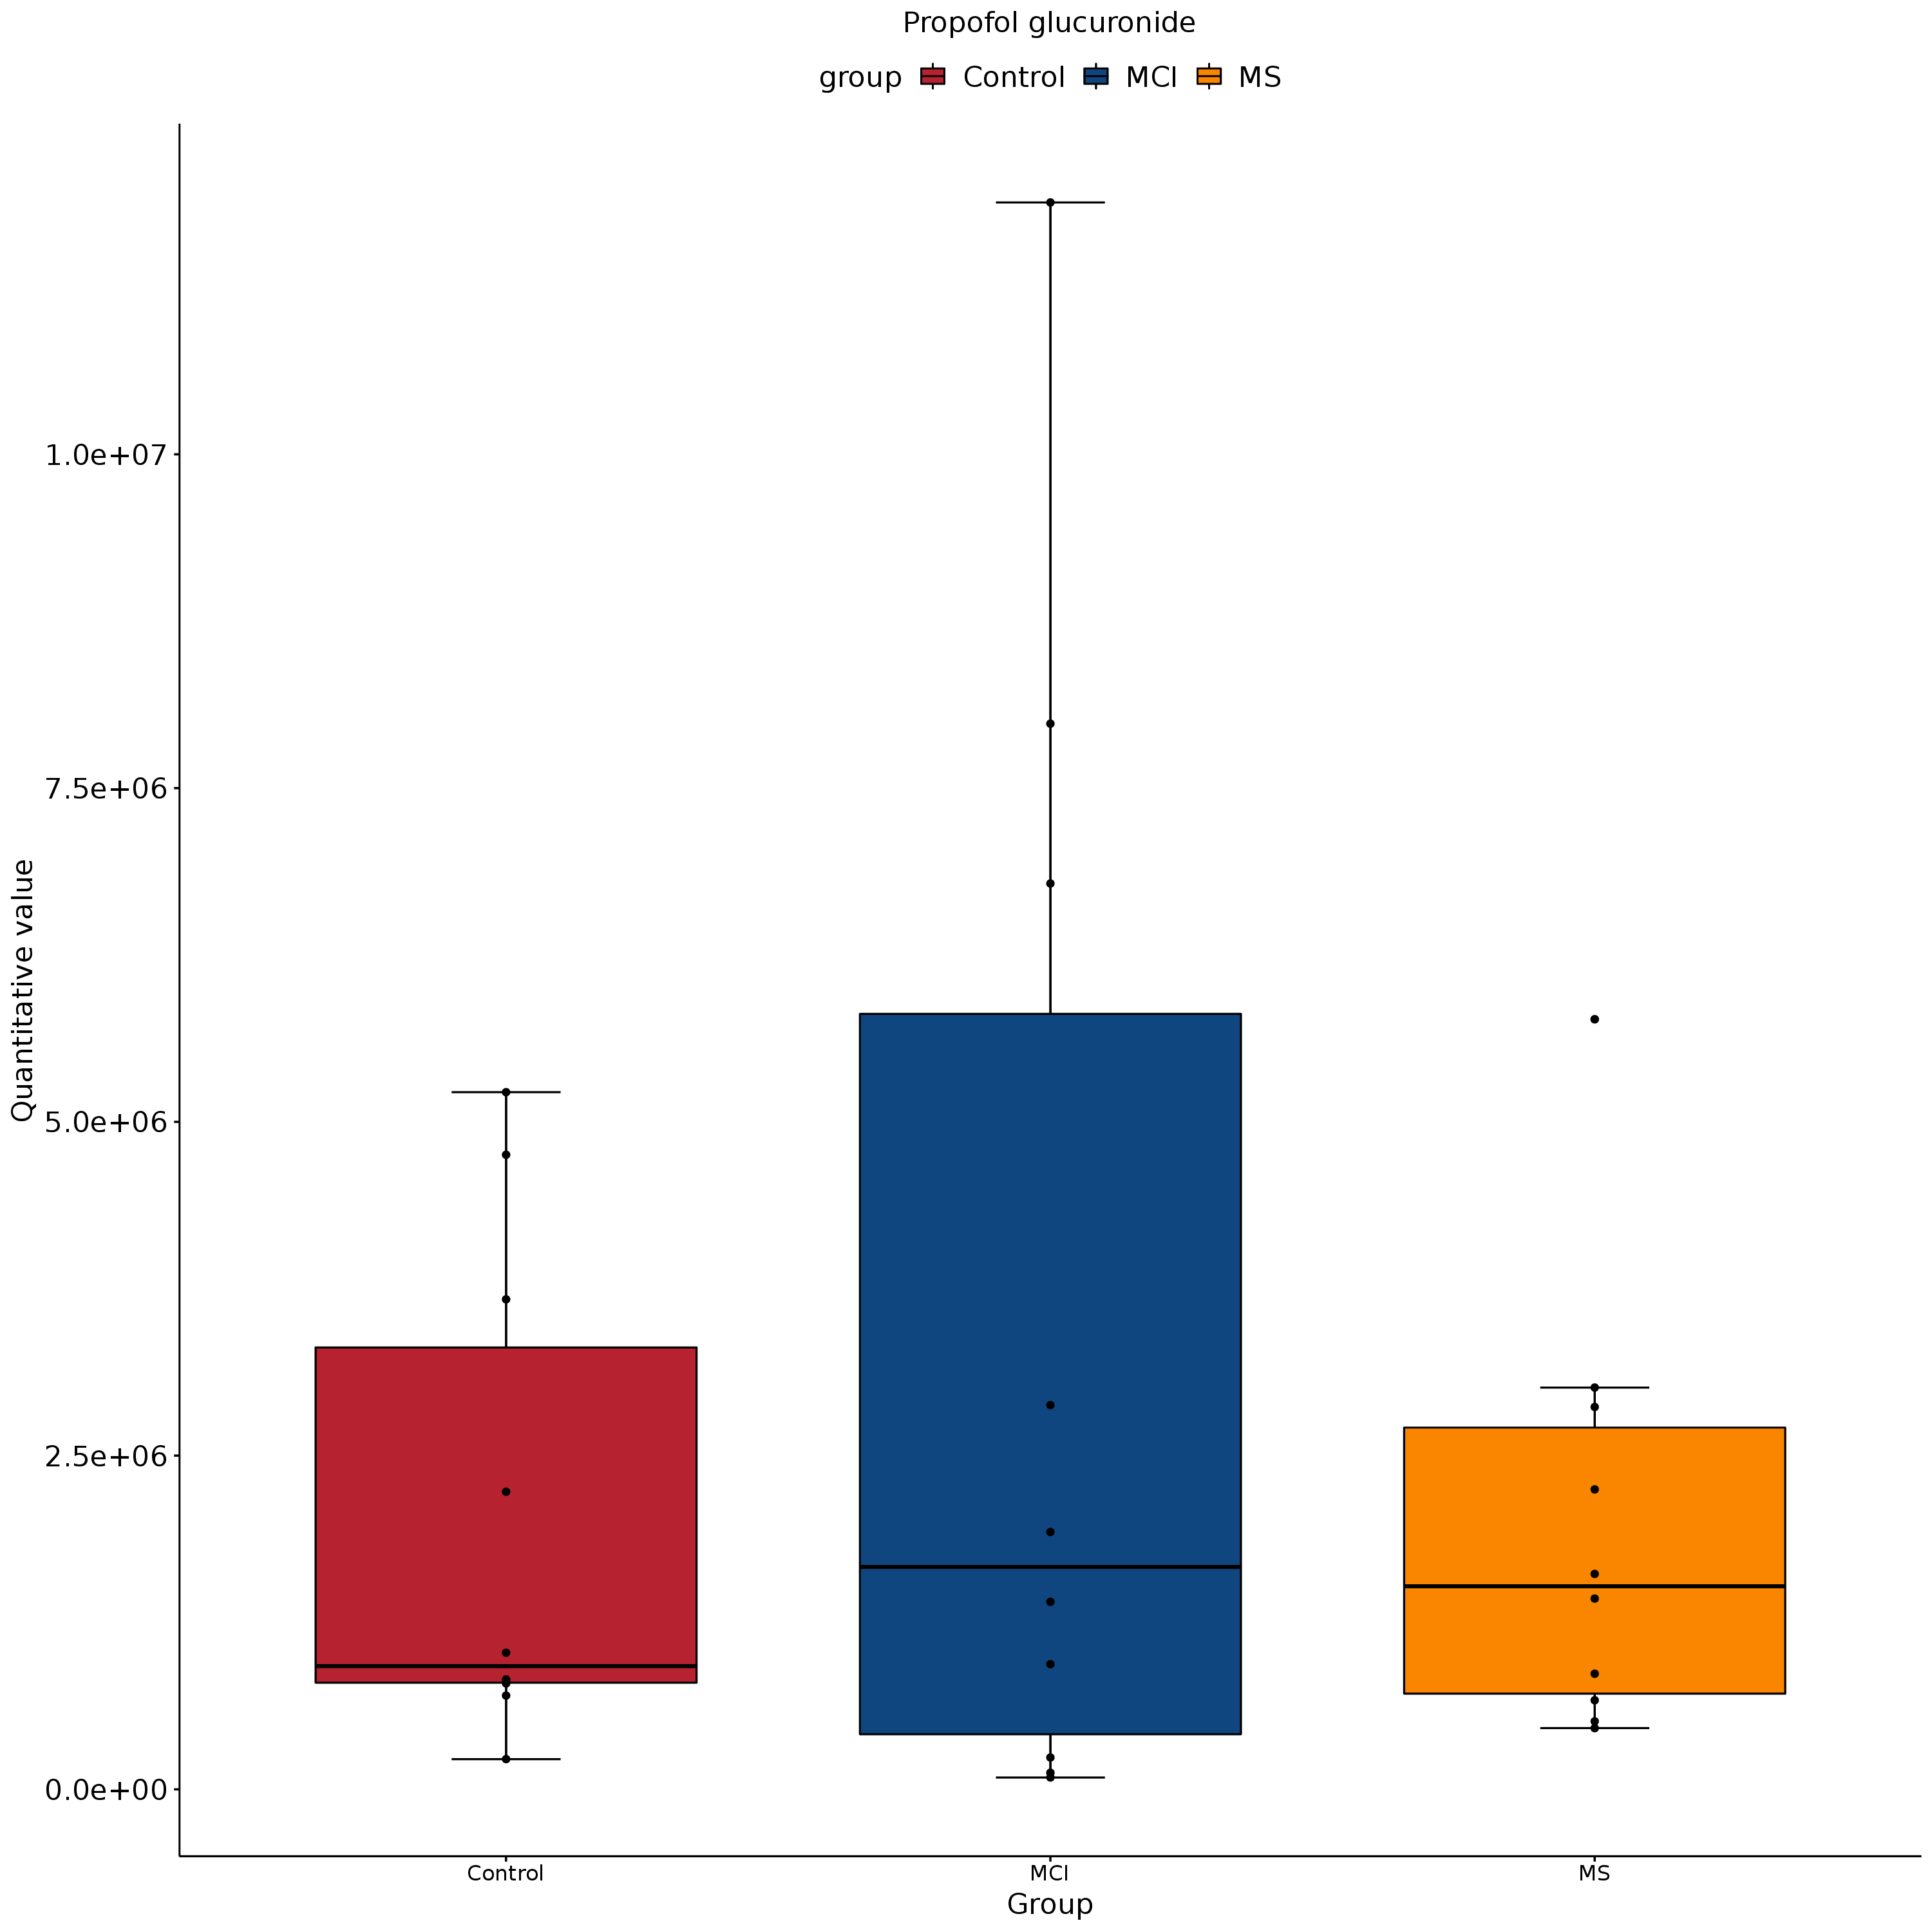 Propofol glucuronide
group Control MCI MS
Quantitative value
1.0e+07
7.5e+06
5.0e+06
2.5e+06
0.0e+00
Control MCI MS
Group